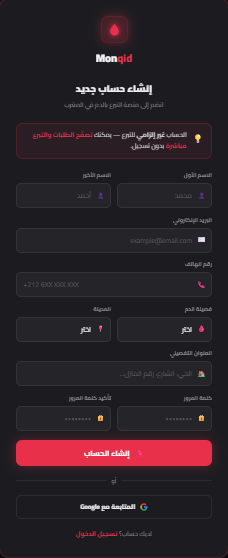 Monqid
إنشاء حساب جديد
انضم إلى منصة التبرع بالدم في المغرب
الحساب غير إلزامي للتبرع — يمكنك تصفّح الطلبات والتبرع
مباشرة بدون تسجيل.
الاسم الأول
الاسم الأخير
محمد
أحمد
البريد الإلكتروني
example@email.com
رقم الهاتف
+212 6XX XXX XXX
فصيلة الدم
المدينة
اختر
اختر
العنوان التفصيلي
الحي، الشارع، رقم المنزل...
كلمة المرور
تأكيد كلمة المرور
••••••••
••••••••
إنشاء الحساب
أو
المتابعة مع Google
لديك حساب؟ تسجيل الدخول